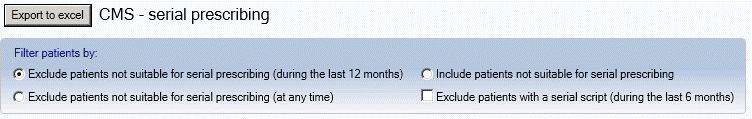 Export to excel CMS - serial prescribing
Filter patients by:
Exclude patients not suitable for serial prescribing (during the last 12 months) Include patients not suitable for serial prescribing
Exclude patients not suitable for serial prescribing (at any time) Exclude patients with a serial script (during the last 6 months)